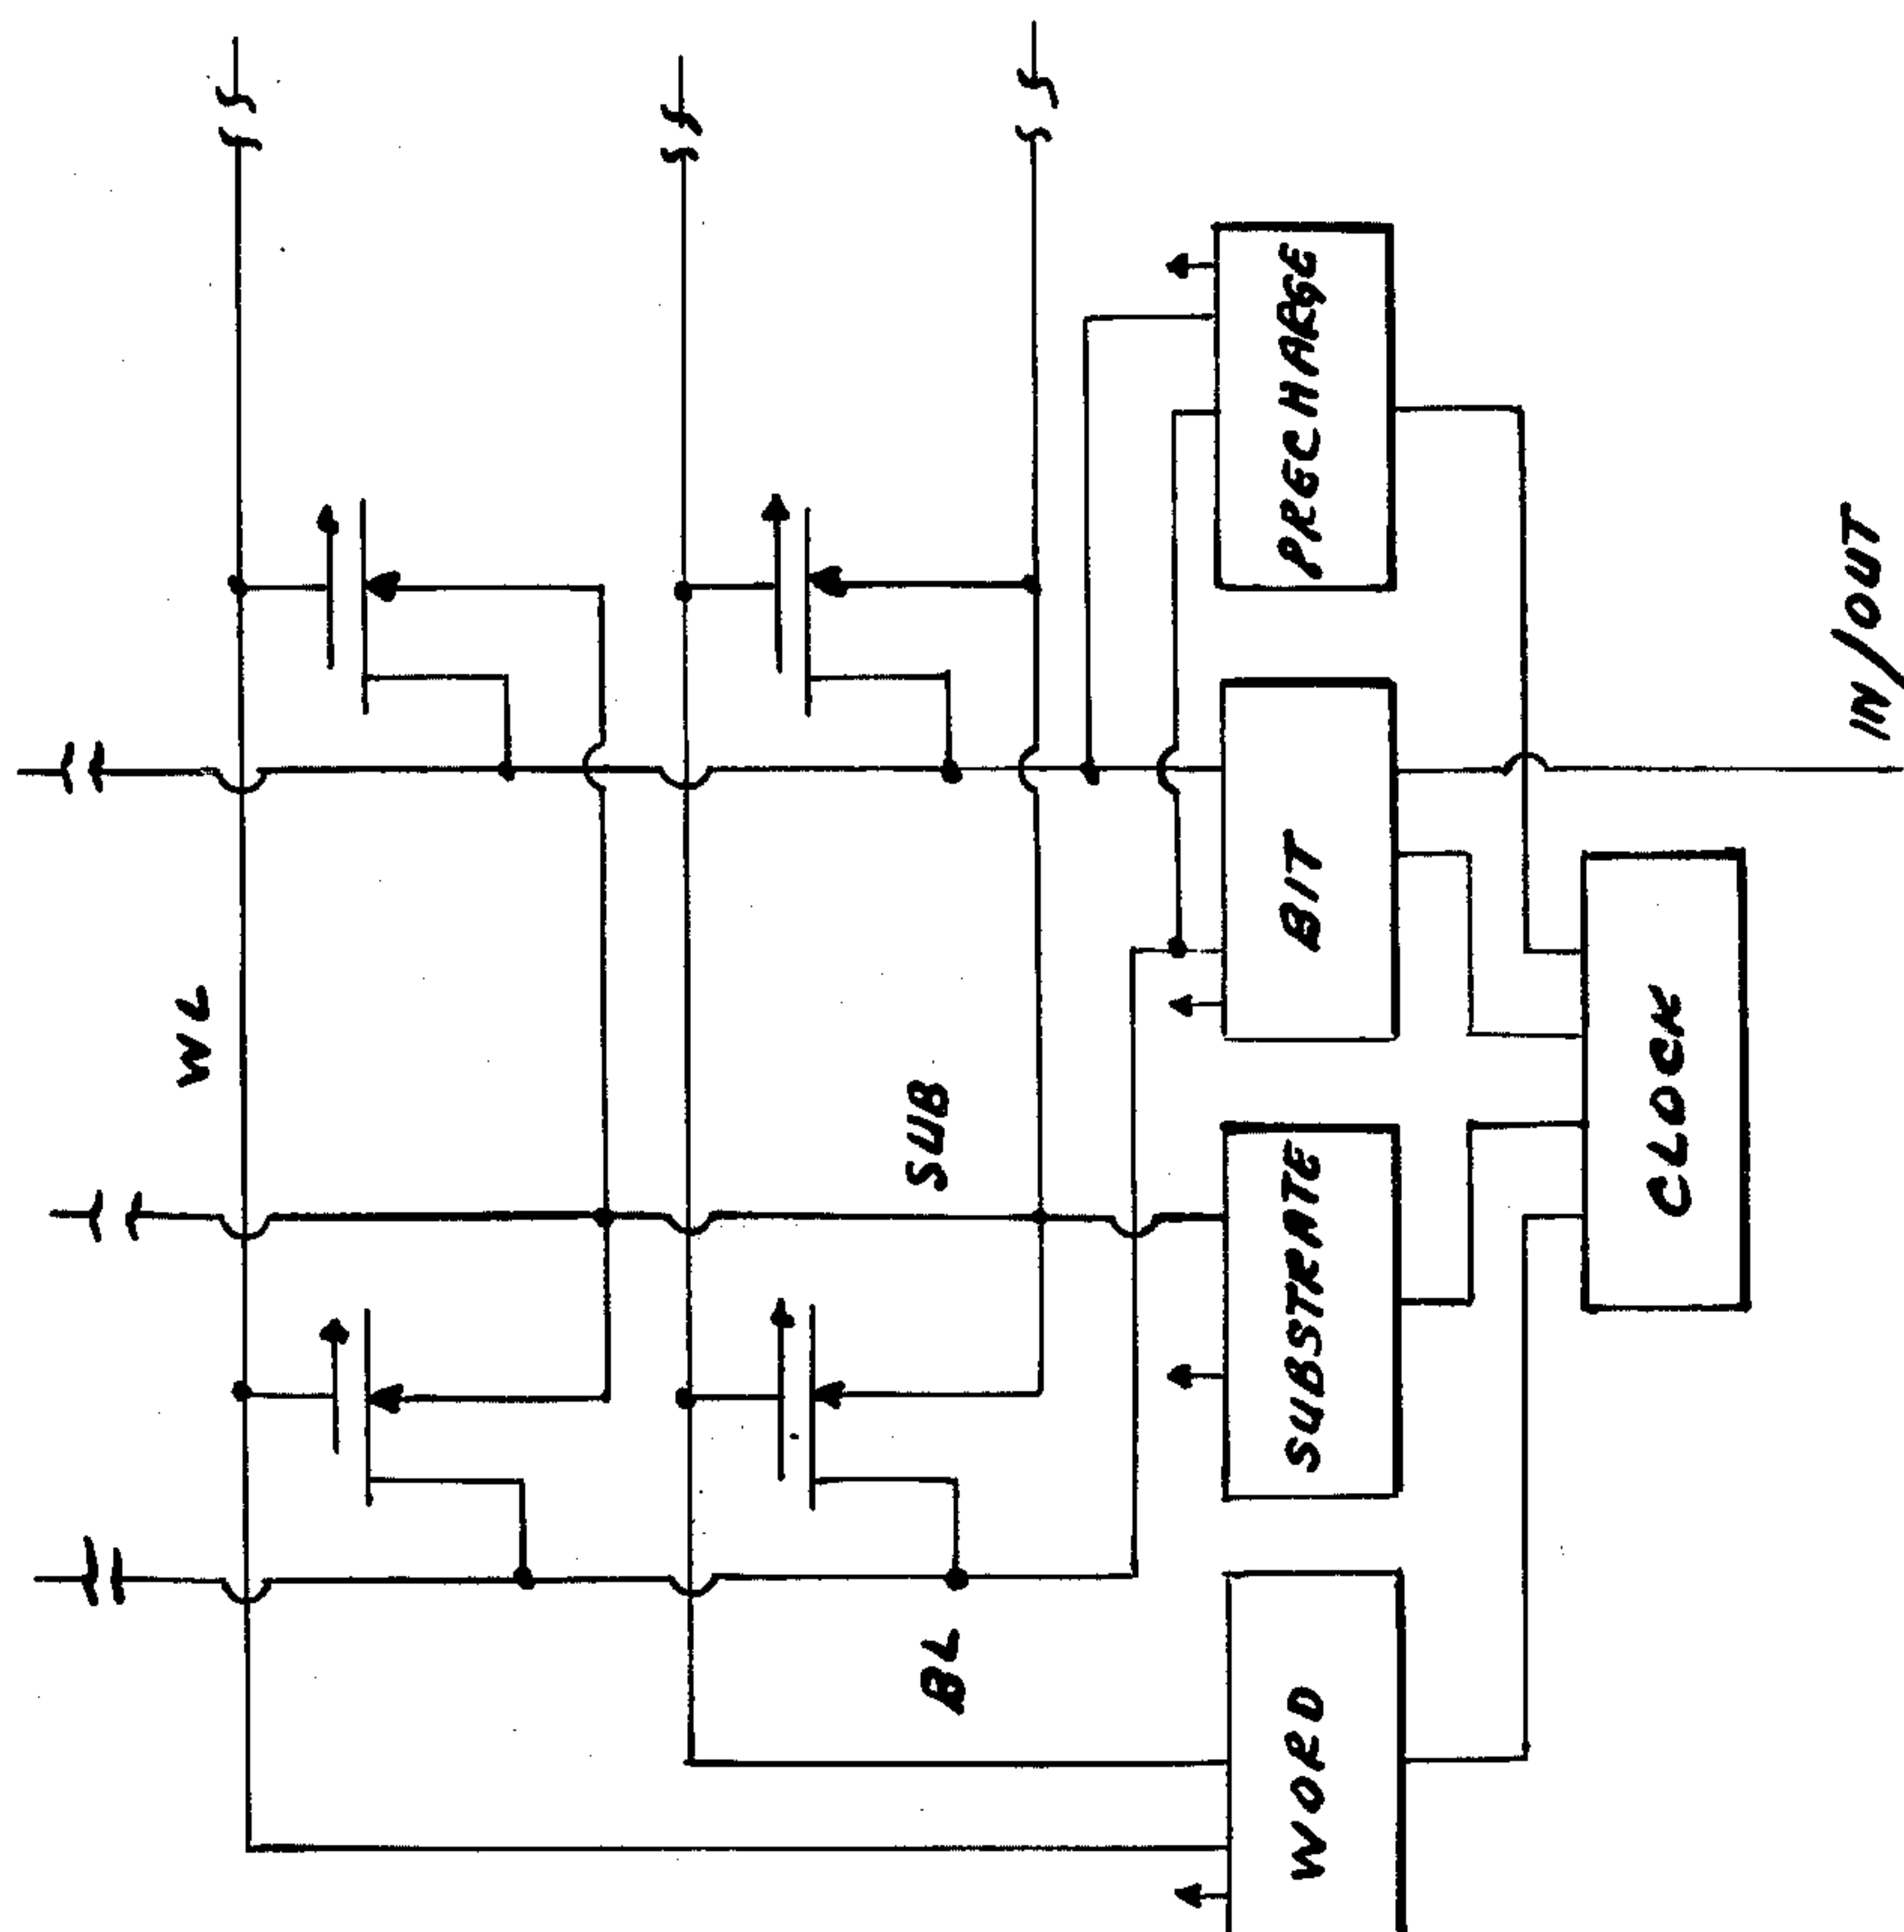 WL
SUB
BL
WORD
SUBSTRATE
BIT
PRECHARGE
CLOCK
IN/OUT